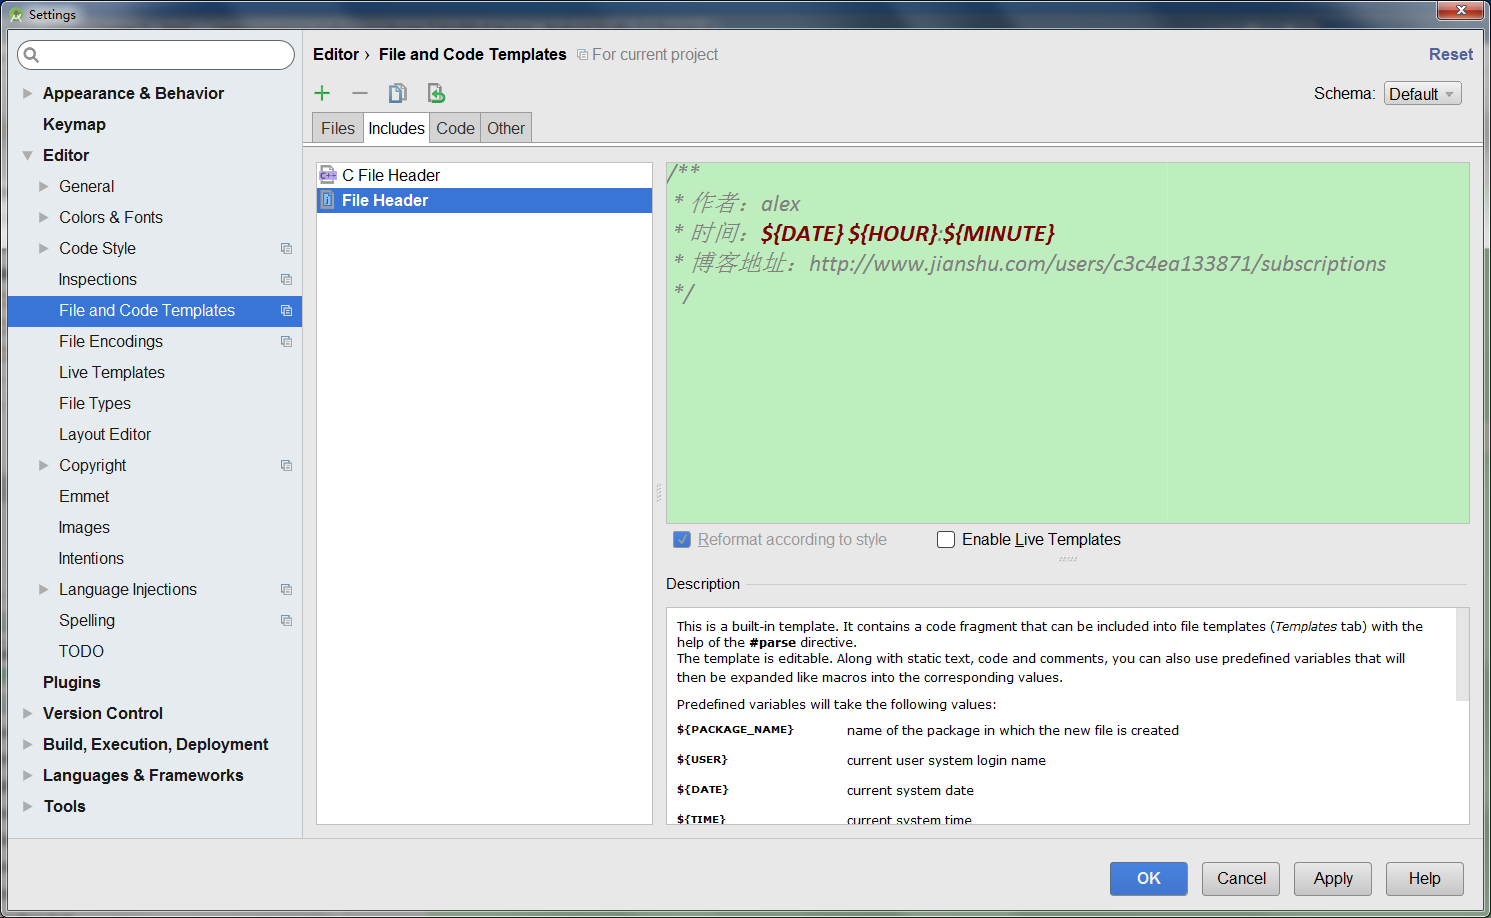 Settings
Editor › File and Code Templates For current project Reset
Appearance & Behavior
Keymap
Editor
General
Colors & Fonts
Code Style
Inspections
File and Code Templates
File Encodings
Live Templates
File Types
Layout Editor
Copyright
Emmet
Images
Intentions
Language Injections
Spelling
TODO
Plugins
Version Control
Build, Execution, Deployment
Languages & Frameworks
Tools
Schema: Default
Files Includes Code Other
C++ C File Header
File Header
/**
* 作者：alex
* 时间：${DATE} ${HOUR}:${MINUTE}
* 博客地址：http://www.jianshu.com/users/c3c4ea133871/subscriptions
*/
Reformat according to style Enable Live Templates
Description
This is a built-in template. It contains a code fragment that can be included into file templates (Templates tab) with the
help of the #parse directive.
The template is editable. Along with static text, code and comments, you can also use predefined variables that will
then be expanded like macros into the corresponding values.
Predefined variables will take the following values:
${PACKAGE_NAME} name of the package in which the new file is created
${USER} current user system login name
${DATE} current system date
${TIME} current system time
OK Cancel Apply Help